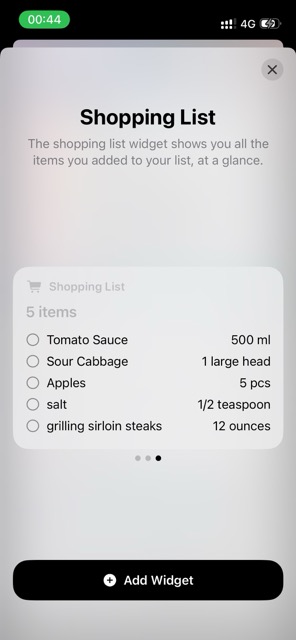 00:44
4G
Shopping List
The shopping list widget shows you all the
items you added to your list, at a glance.
Shopping List
5 items
Tomato Sauce 500 ml
Sour Cabbage 1 large head
Apples 5 pcs
salt 1/2 teaspoon
grilling sirloin steaks 12 ounces
Add Widget